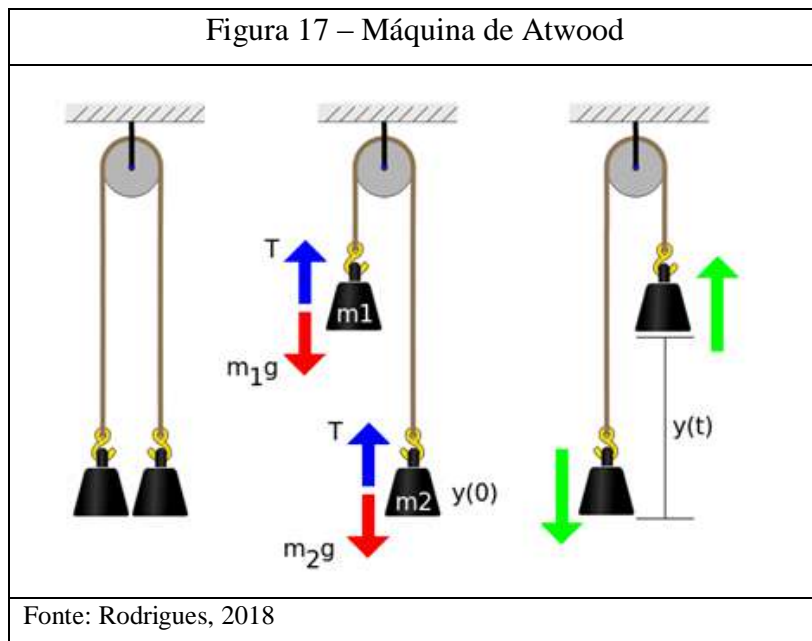 Figura 17 – Máquina de Atwood
T
m1
m1g
T
m2
y(0)
m2g
y(t)
Fonte: Rodrigues, 2018